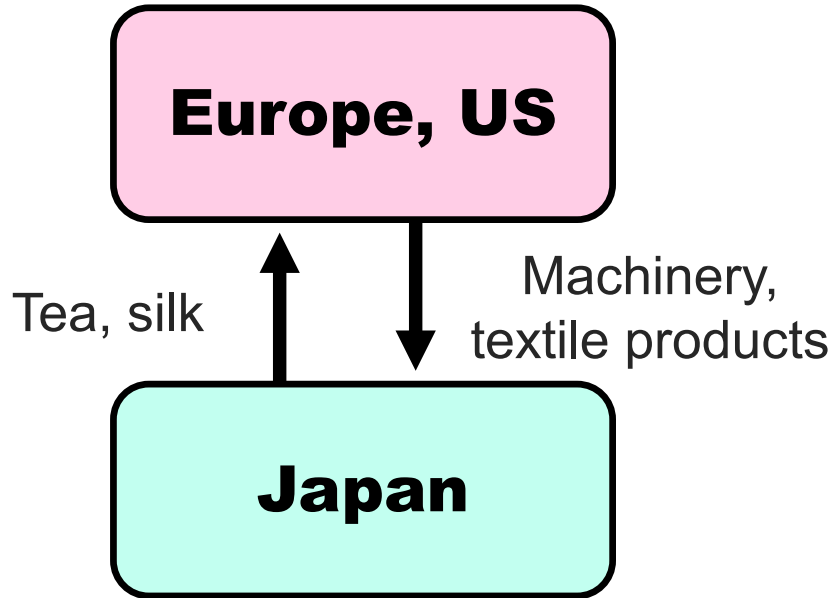 Europe, US
Tea, silk
Machinery,
textile products
Japan